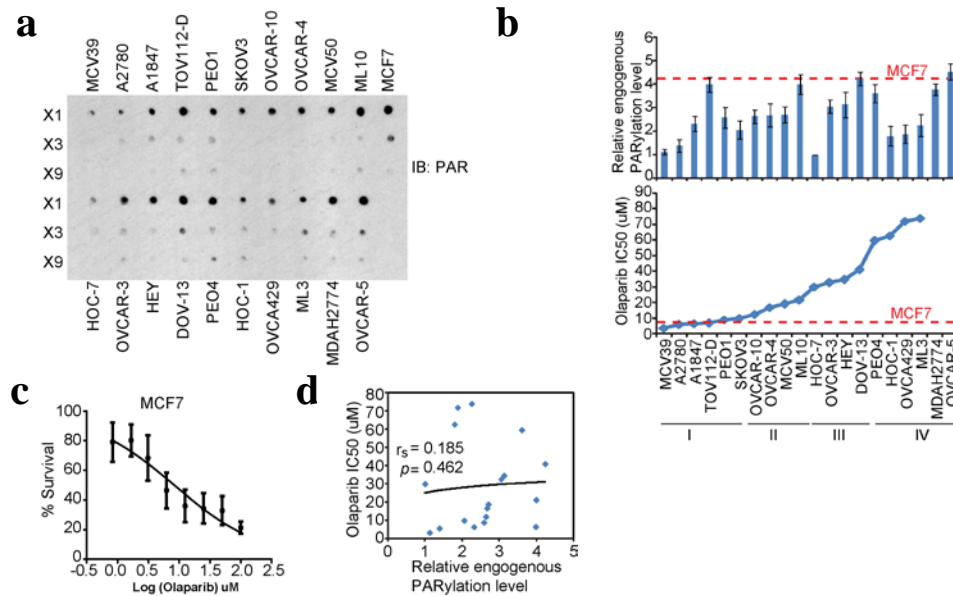 a
MCV39
A2780
A1847
TOV112-D
PEO1
SKOV3
OVCAR-10
OVCAR-4
MCV50
ML10
MCF7
X1
X3
X9
X1
X3
X9
IB: PAR
HOC-7
OVCAR-3
HEY
DOV-13
PEO4
HOC-1
OVCA429
ML3
MDAH2774
OVCAR-5
b
Relative engogenous
PARylation level
6
5
4
3
2
1
MCF7
Olaparib IC50 (uM)
90
80
70
60
50
40
30
20
10
0
MCF7
MCV39
A2780
A1847
TOV112-D
PEO1
SKOV3
OVCAR-10
OVCAR-4
MCV50
ML10
HOC-7
OVCAR-3
HEY
DOV-13
PEO4
HOC-1
OVCA429
ML3
MDAH2774
OVCAR-5
I
II
III
IV
c
MCF7
% Survival
100
80
60
40
20
0
-0.5 0.0 0.5 1.0 1.5 2.0 2.5
Log (Olaparib) uM
d
Olaparib IC50 (uM)
80
70
60
50
40
30
20
10
0
rs = 0.185
p = 0.462
0 1 2 3 4 5
Relative endogenous
PARylation level